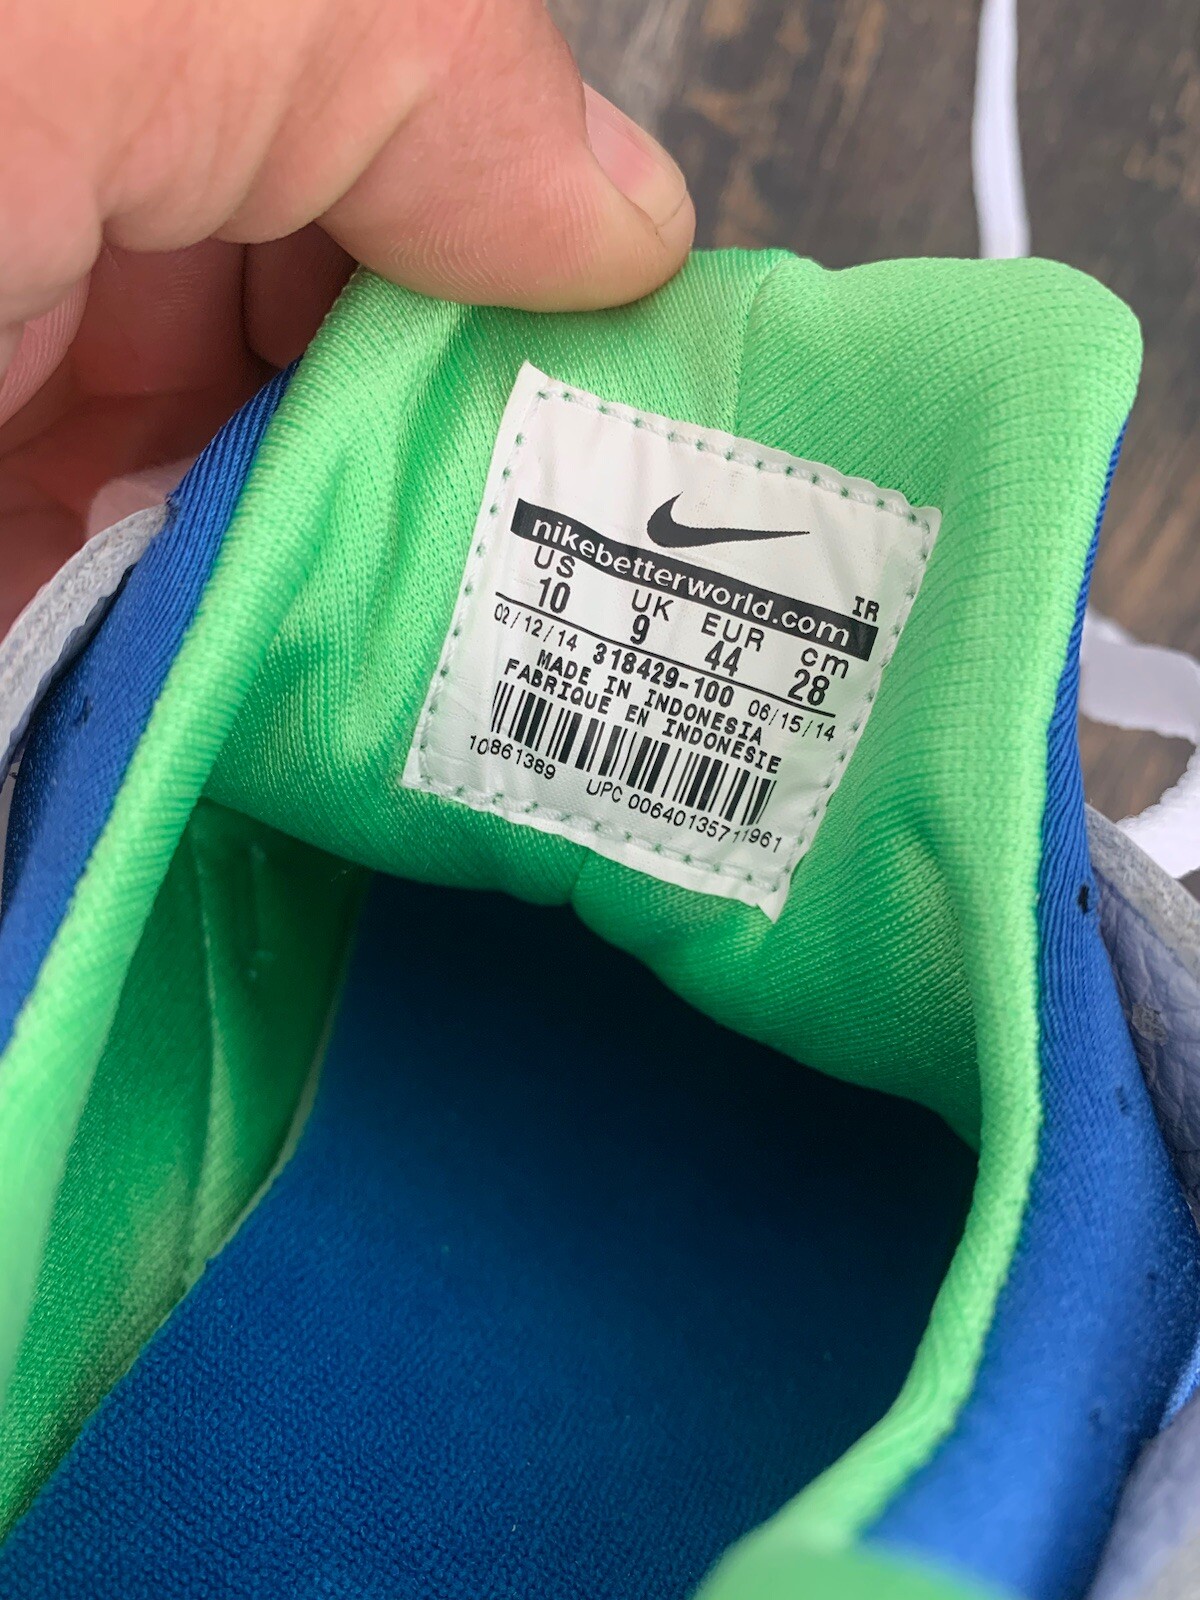 nikebetterworld.com IR
US UK EUR cm
10 9 44 28
02/12/14 318429-100 06/15/14
MADE IN INDONESIA
FABRIQUE EN INDONESIE
10861389 UPC 00640135711961